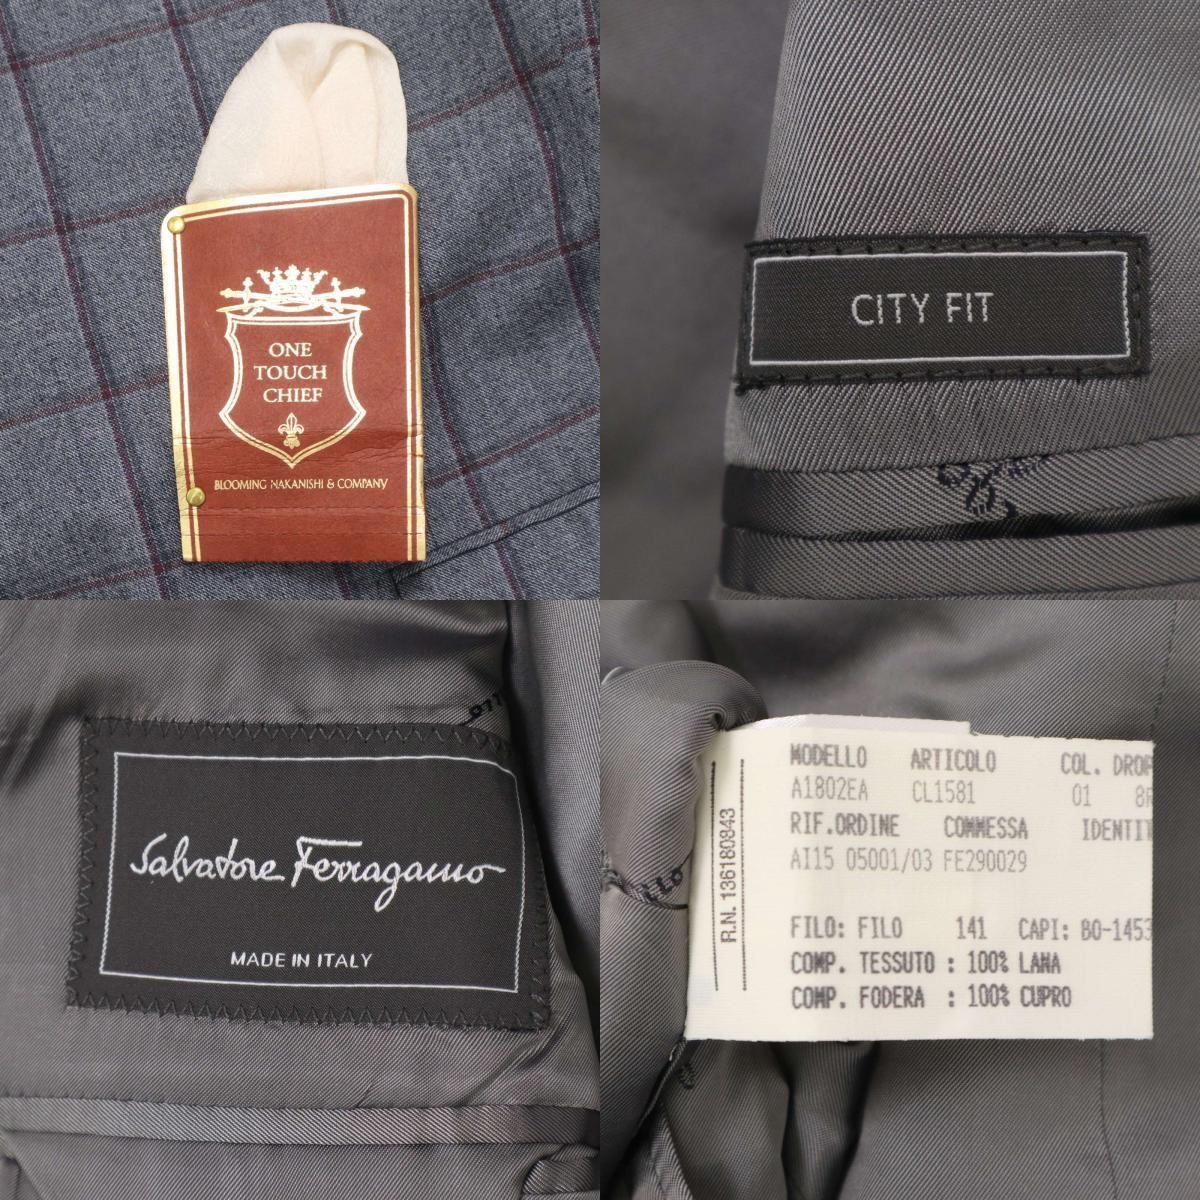 ONE
TOUCH
CHIEF
BLOOMING NAKANISHI & COMPANY
CITY FIT
Salvatore Ferragamo
MADE IN ITALY
R.N. 136180843
MODELLO ARTICOLO COL. DROP
A1802EA CL1581 01
RIF.ORDINE COMMESSA IDENTIT
AI15 05001/03 FE290029
FILO: FILO 141 CAPI: BO-1453
COMP. TESSUTO : 100% LANA
COMP. FODERA : 100% CUPRO